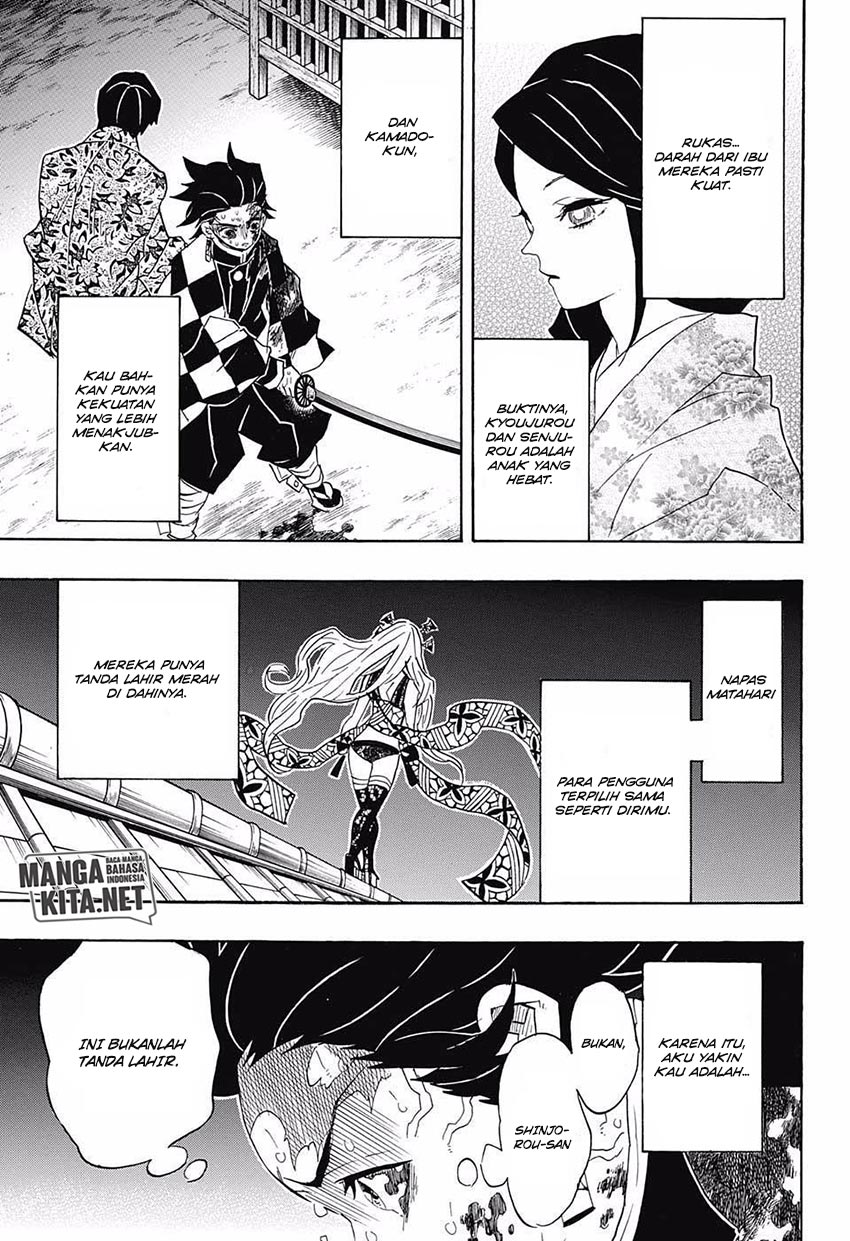 RUKAS...
DARAH DARI IBU
MEREKA PASTI
KUAT.
BUKTINYA,
KYOUJUROU
DAN SENJU-
ROU ADALAH
ANAK YANG
HEBAT.
DAN
KAMADO-
KUN,
KAU BAH-
KAN PUNYA
KEKUATAN
YANG LEBIH
MENAKJUB-
KAN.
NAPAS
MATAHARI
PARA PENGGUNA
TERPILIH SAMA
SEPERTI DIRIMU.
MEREKA PUNYA
TANDA LAHIR MERAH
DI DAHINYA.
MANGA
KITA.NET
BACA MANGA
BAHASA
INDONESIA
KARENA ITU,
AKU YAKIN
KAU ADALAH...
BUKAN,
SHINJO-
ROU-SAN
INI BUKANLAH
TANDA LAHIR.